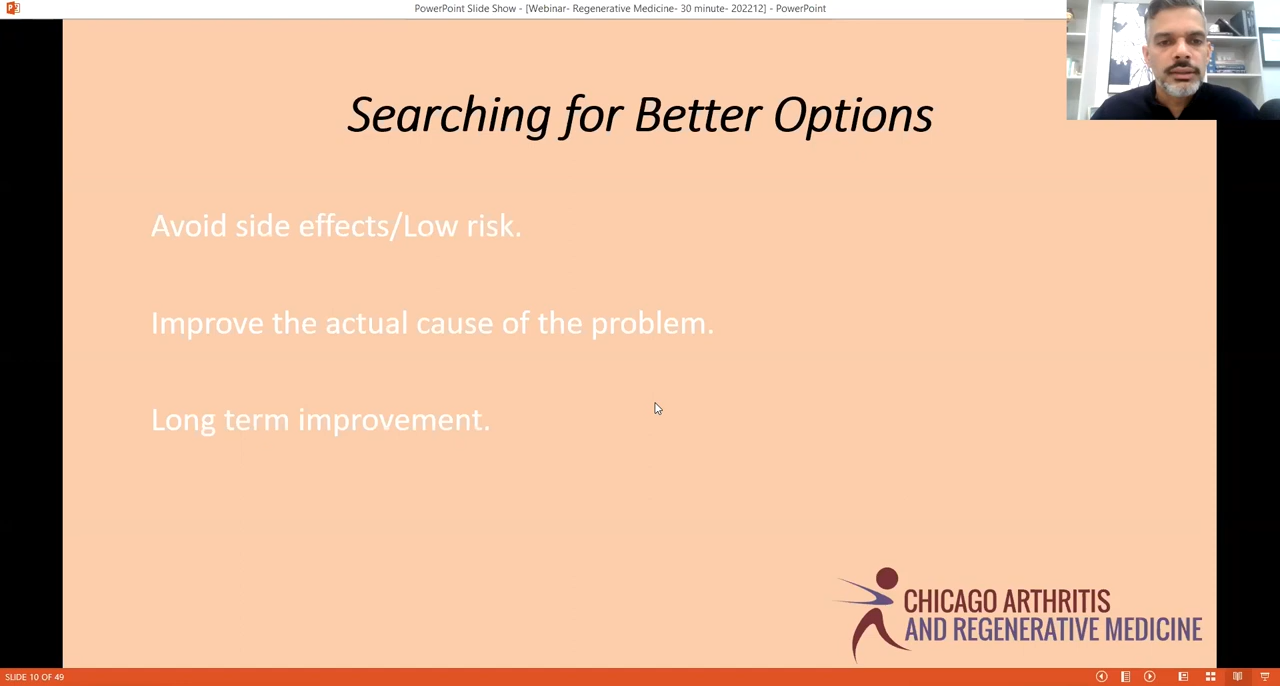 PowerPoint Slide Show - [Webinar- Regenerative Medicine- 30 minute- 202212] - PowerPoint
Searching for Better Options
Avoid side effects/Low risk.
Improve the actual cause of the problem.
Long term improvement.
CHICAGO ARTHRITIS
AND REGENERATIVE MEDICINE
SLIDE 10 OF 49